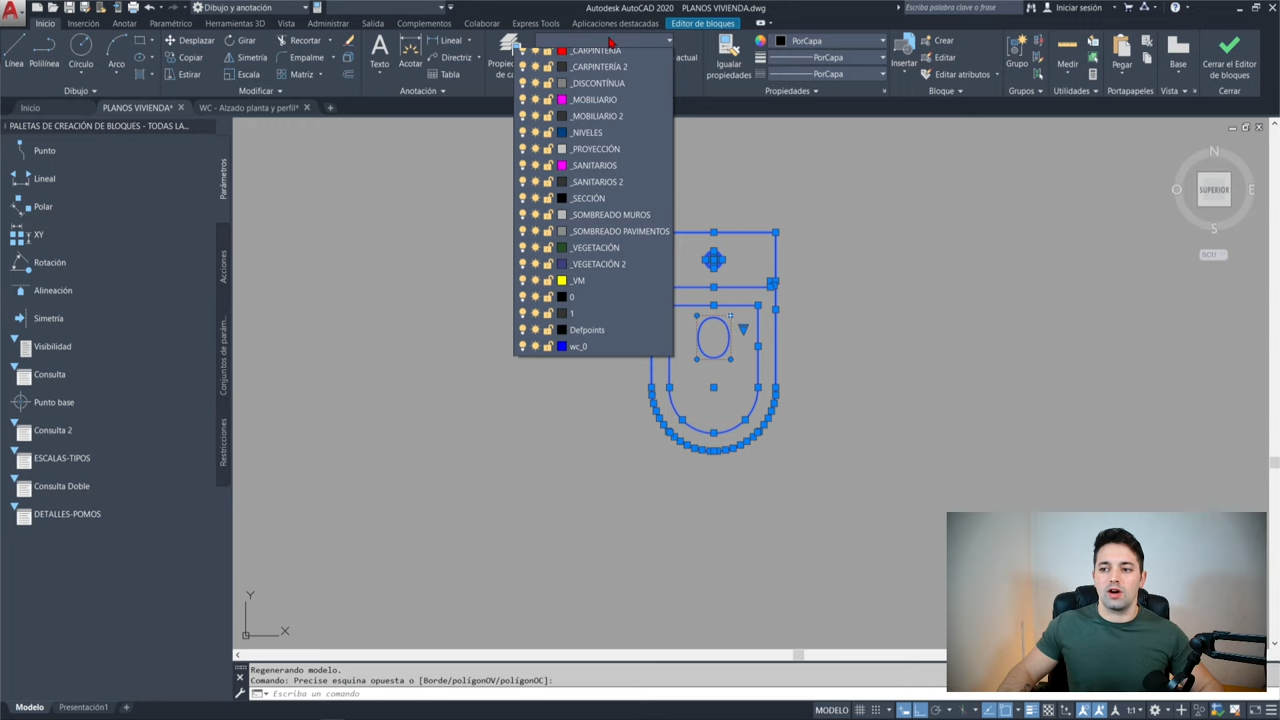 Dibujo y anotación
Autodesk AutoCAD 2020 PLANOS VIVIENDA.dwg
Escriba palabra clave o frase
Iniciar sesión
Inicio
Inserción
Anotar
Paramétrico
Herramientas 3D
Vista
Administrar
Salida
Complementos
Colaborar
Express Tools
Aplicaciones destacadas
Editor de bloques
Línea
Polilínea
Círculo
Arco
Desplazar
Copiar
Estirar
Girar
Simetría
Escala
Recortar
Empalme
Matriz
Texto
Acotar
Lineal
Directriz
Tabla
Igualar
propiedades
PorCapa
PorCapa
PorCapa
Insertar
Crear
Editar
Editar atributos
Grupo
Medir
Pegar
Base
Cerrar el Editor
de bloques
Dibujo
Modificar
Anotación
Propiedades
Bloque
Grupos
Utilidades
Portapapeles
Vista
Cerrar
Inicio
PLANOS VIVIENDA*
WC - Alzado planta y perfil*
PALETAS DE CREACIÓN DE BLOQUES - TODAS LA...
Punto
Lineal
Polar
XY
Rotación
Alineación
Simetría
Visibilidad
Consulta
Punto base
Consulta 2
ESCALAS-TIPOS
Consulta Doble
DETALLES-POMOS
Parámetros
Acciones
Conjuntos de parám.
Restricciones
_CARPINTERÍA
_CARPINTERÍA 2
_DISCONTÍNUA
_MOBILIARIO
_MOBILIARIO 2
_NIVELES
_PROYECCIÓN
_SANITARIOS
_SANITARIOS 2
_SECCIÓN
_SOMBREADO MUROS
_SOMBREADO PAVIMENTOS
_VEGETACIÓN
_VEGETACIÓN 2
_VM
0
1
Defpoints
wc_0
N
O
SUPERIOR
E
S
SCU
Y
X
Regenerando modelo.
Comando: Precise esquina opuesta o [Borde/polígonOV/polígonOC]:
Escriba un comando
Modelo
Presentación1
MODELO
1:1